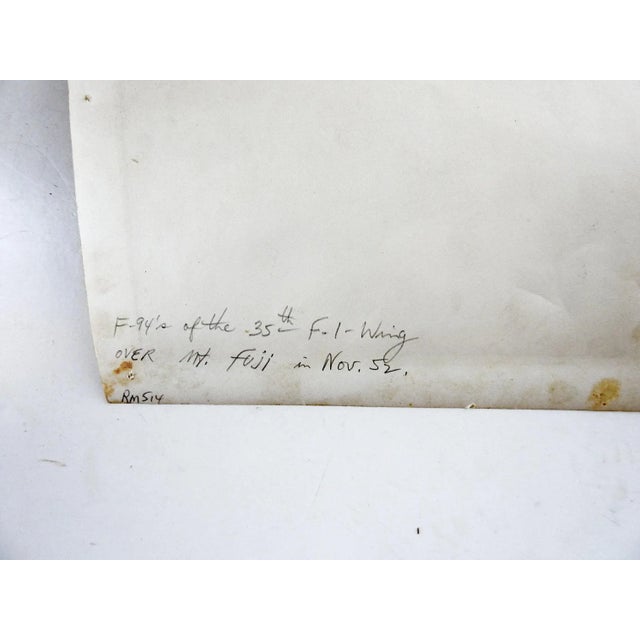 F-94's of the 35th F.I-Wing
OVER Mt. FUJI in Nov. 52.
RM514